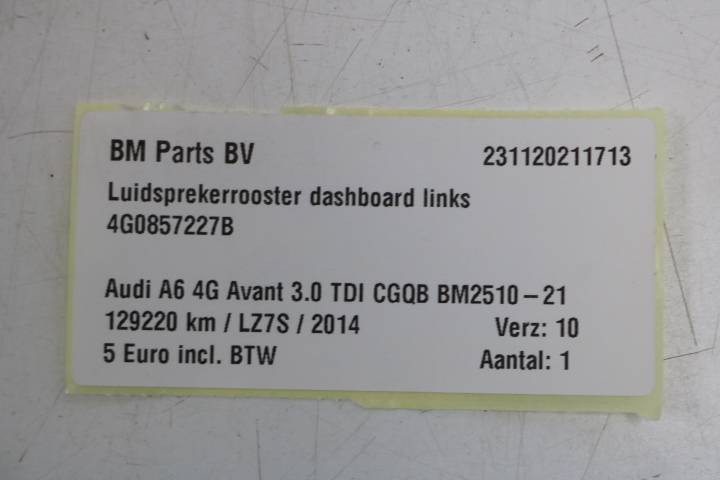 BM Parts BV 231120211713
Luidsprekerrooster dashboard links
4G0857227B
Audi A6 4G Avant 3.0 TDI CGQB BM2510-21
129220 km / LZ7S / 2014 Verz: 10
5 Euro incl. BTW Aantal: 1